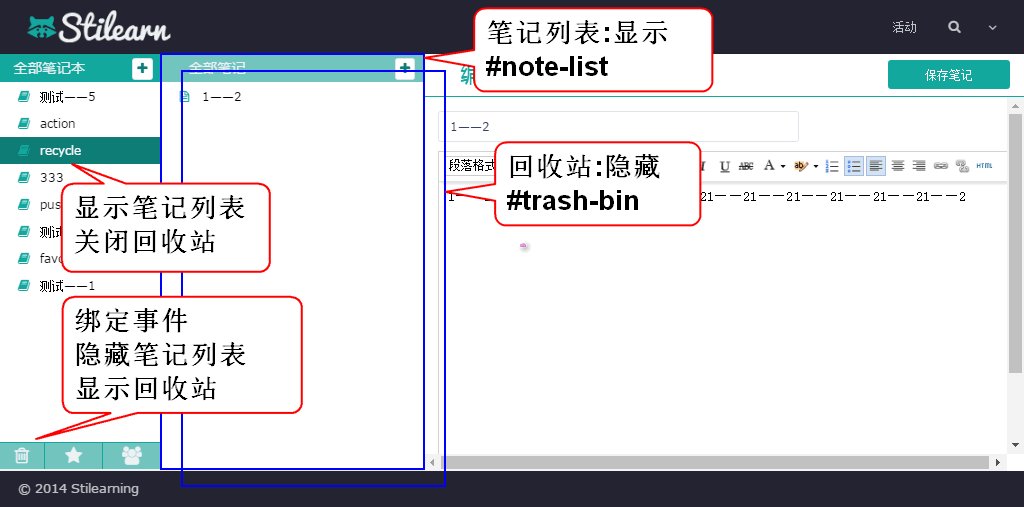 Stilearn
活动
笔记列表:显示
#note-list
全部笔记本
全部笔记
编
保存笔记
测试——5
action
recycle
333
pus
测试
favo
测试——1
1——2
1——2
段落格式
U
ABC
A
ab
HTML
回收站:隐藏
#trash-bin
21——21——21——21——21——2
显示笔记列表
关闭回收站
绑定事件
隐藏笔记列表
显示回收站
© 2014 Stilearning